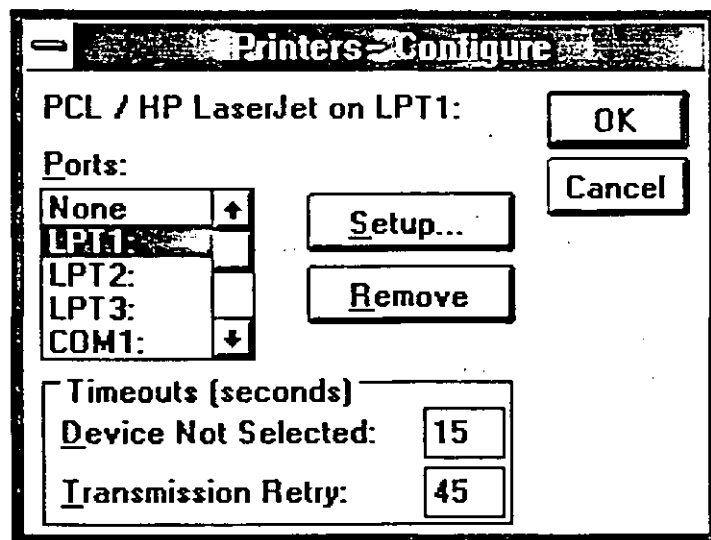 Printers - Configure
PCL / HP LaserJet on LPT1:
OK
Ports:
Cancel
None
LPT1:
LPT2:
LPT3:
COM1:
Setup...
Remove
Timeouts (seconds)
Device Not Selected: 15
Transmission Retry: 45